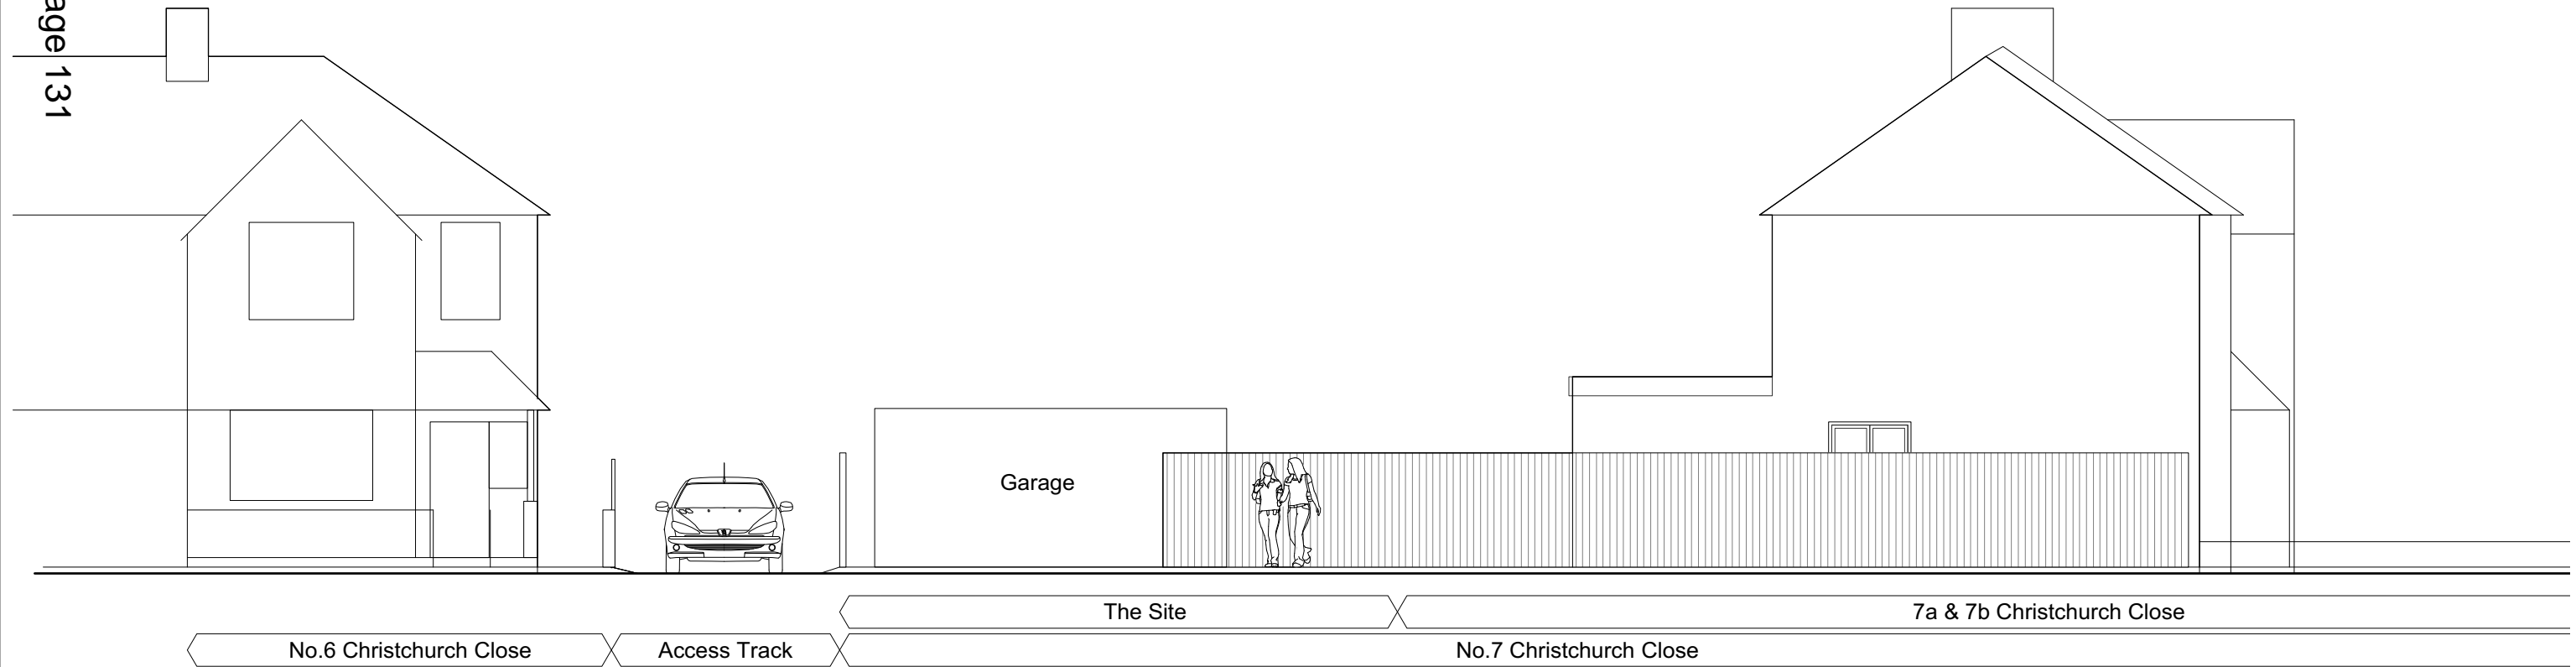 age 131
Garage
The Site
7a & 7b Christchurch Close
No.6 Christchurch Close
Access Track
No.7 Christchurch Close